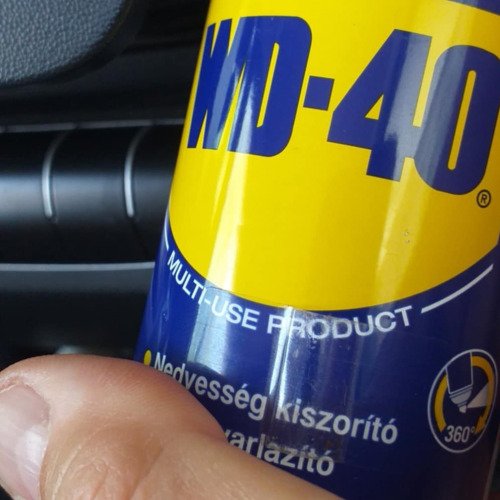 WD-40®
MULTI-USE PRODUCT
Nedvesség kiszorító
360°